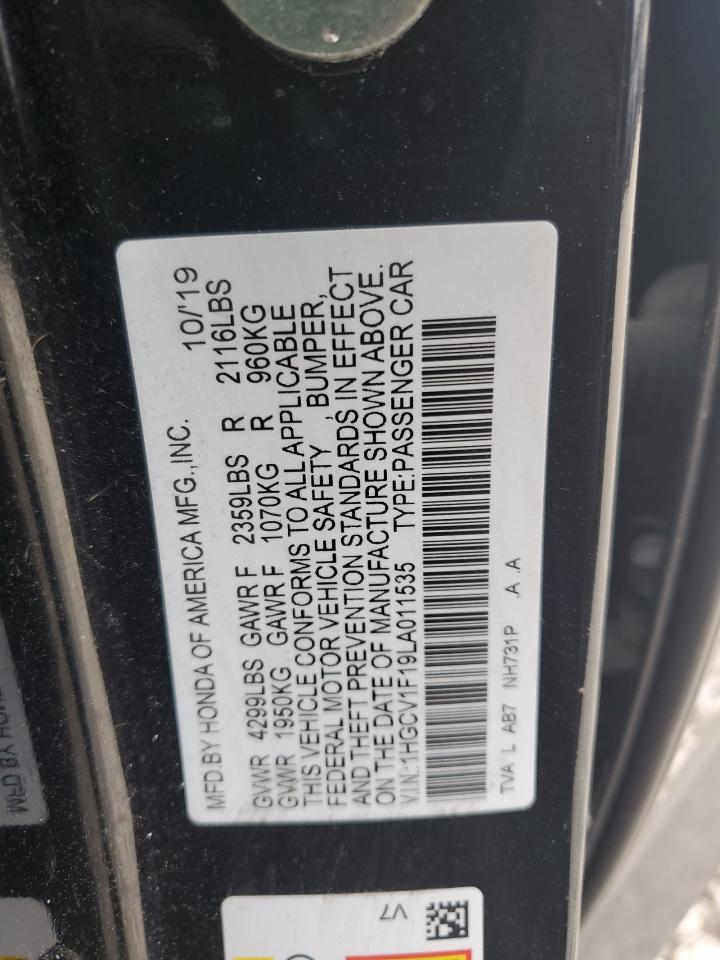 MFD.BY HONDA OF AMERICA MFG.,INC. 10/'19
GVWR 4299LBS GAWR F 2359LBS R 2116LBS
GVWR 1950KG GAWR F 1070KG R 960KG
THIS VEHICLE CONFORMS TO ALL APPLICABLE
FEDERAL MOTOR VEHICLE SAFETY , BUMPER,
AND THEFT PREVENTION STANDARDS IN EFFECT
ON THE DATE OF MANUFACTURE SHOWN ABOVE.
V.I.N:1HGCV1F19LA011535 TYPE:PASSENGER CAR
TVA L AB7 NH731P A .A
V7
MFD BY